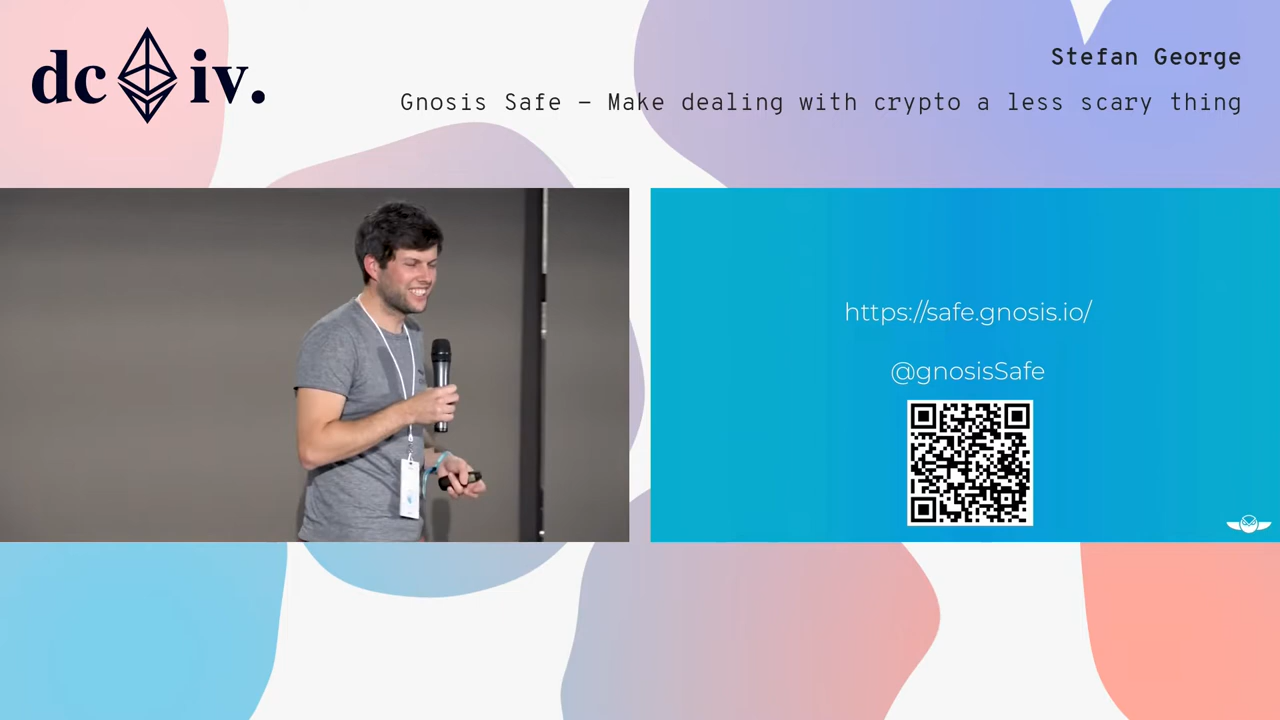 dc iv.
Stefan George
Gnosis Safe – Make dealing with crypto a less scary thing
https://safe.gnosis.io/
@gnosisSafe